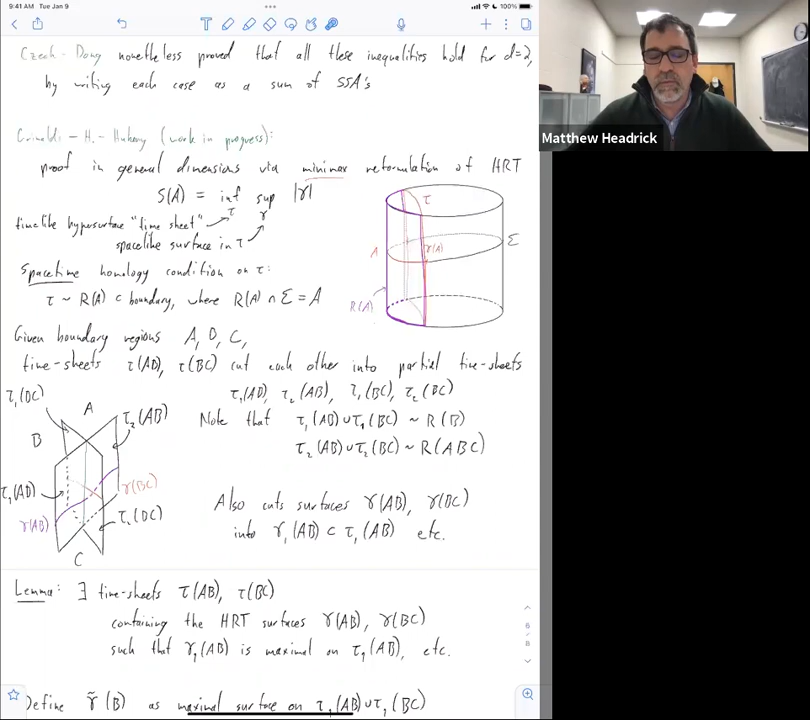 9:41 AM Tue Jan 9
100%
Czech - Dong nonetheless proved that all these inequalities hold for d=2,
by writing each case as a sum of SSA's
Grimaldi - H. - Hubeny (work in progress):
proof in general dimensions via minimax reformulation of HRT
S(A) = inf sup |γ|
τ γ
timelike hypersurface "time sheet"
spacelike surface in τ
τ
A
γ(A)
Σ
R(A)
Spacetime homology condition on τ:
τ ~ R(A) ⊂ boundary, where R(A) ∩ Σ = A
Given boundary regions A, B, C,
time-sheets τ(AB), τ(BC) cut each other into partial time-sheets
τ₁(AB), τ₂(AB), τ₁(BC), τ₂(BC)
τ₁(BC)
A
τ₂(AB)
B
τ₁(AB)
γ(BC)
γ(AB)
τ₂(BC)
C
Note that τ₁(AB) ∪ τ₁(BC) ~ R(B)
τ₂(AB) ∪ τ₂(BC) ~ R(ABC)
Also cuts surfaces γ(AB), γ(BC)
into γ₁(AB) ⊂ τ₁(AB) etc.
Lemma: ∃ time-sheets τ(AB), τ(BC)
containing the HRT surfaces γ(AB), γ(BC)
such that γ₁(AB) is maximal on τ₁(AB), etc.
Define γ̃(B) as maximal surface on τ₁(AB) ∪ τ₁(BC)
6
8
Matthew Headrick